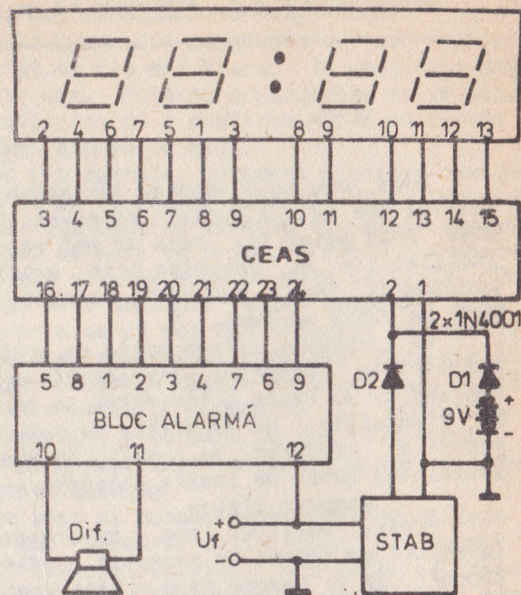 2 4 6 7 5 1 3 8 9 10 11 12 13
3 4 5 6 7 8 9 10 11 12 13 14 15
CEAS
16 17 18 19 20 21 22 23 24 2 1
2×1N4001
5 8 1 2 3 4 7 6 9
D2 D1
BLOC ALARMĂ
9V + -
10 11 12
Dif.
Uf + -
STAB